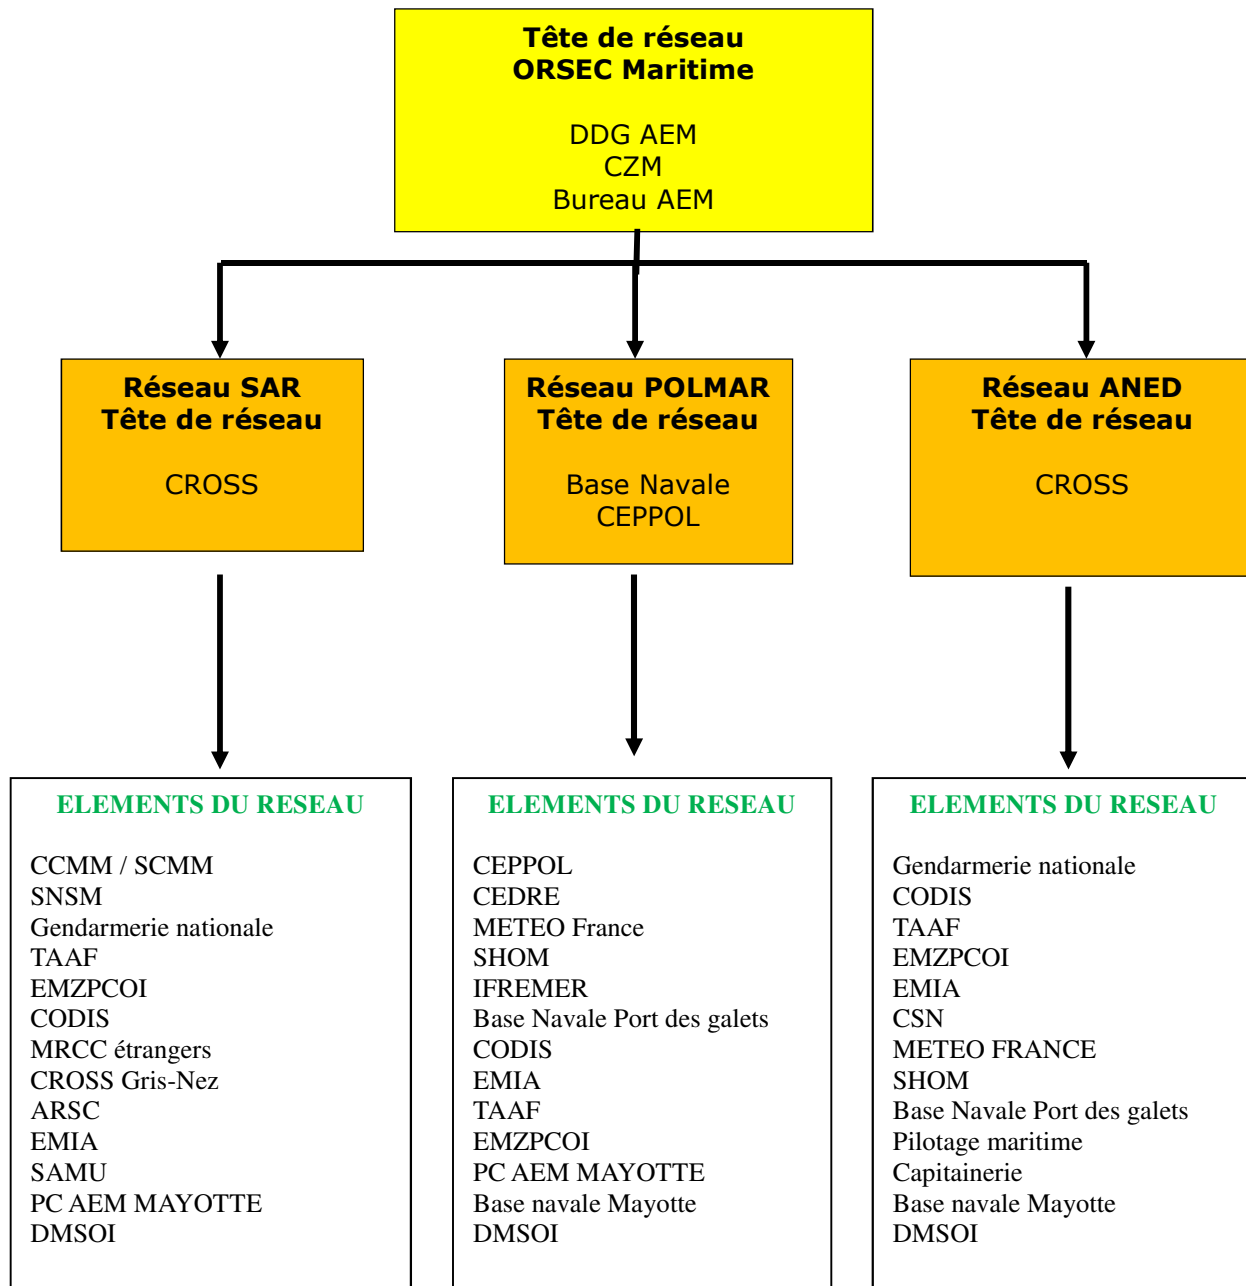 Tête de réseau
ORSEC Maritime
DDG AEM
CZM
Bureau AEM
Réseau SAR
Tête de réseau
CROSS
Réseau POLMAR
Tête de réseau
Base Navale
CEPPOL
Réseau ANED
Tête de réseau
CROSS
ELEMENTS DU RESEAU
CCMM / SCMM
SNSM
Gendarmerie nationale
TAAF
EMZPCOI
CODIS
MRCC étrangers
CROSS Gris-Nez
ARSC
EMIA
SAMU
PC AEM MAYOTTE
DMSOI
ELEMENTS DU RESEAU
CEPPOL
CEDRE
METEO France
SHOM
IFREMER
Base Navale Port des galets
CODIS
EMIA
TAAF
EMZPCOI
PC AEM MAYOTTE
Base navale Mayotte
DMSOI
ELEMENTS DU RESEAU
Gendarmerie nationale
CODIS
TAAF
EMZPCOI
EMIA
CSN
METEO FRANCE
SHOM
Base Navale Port des galets
Pilotage maritime
Capitainerie
Base navale Mayotte
DMSOI